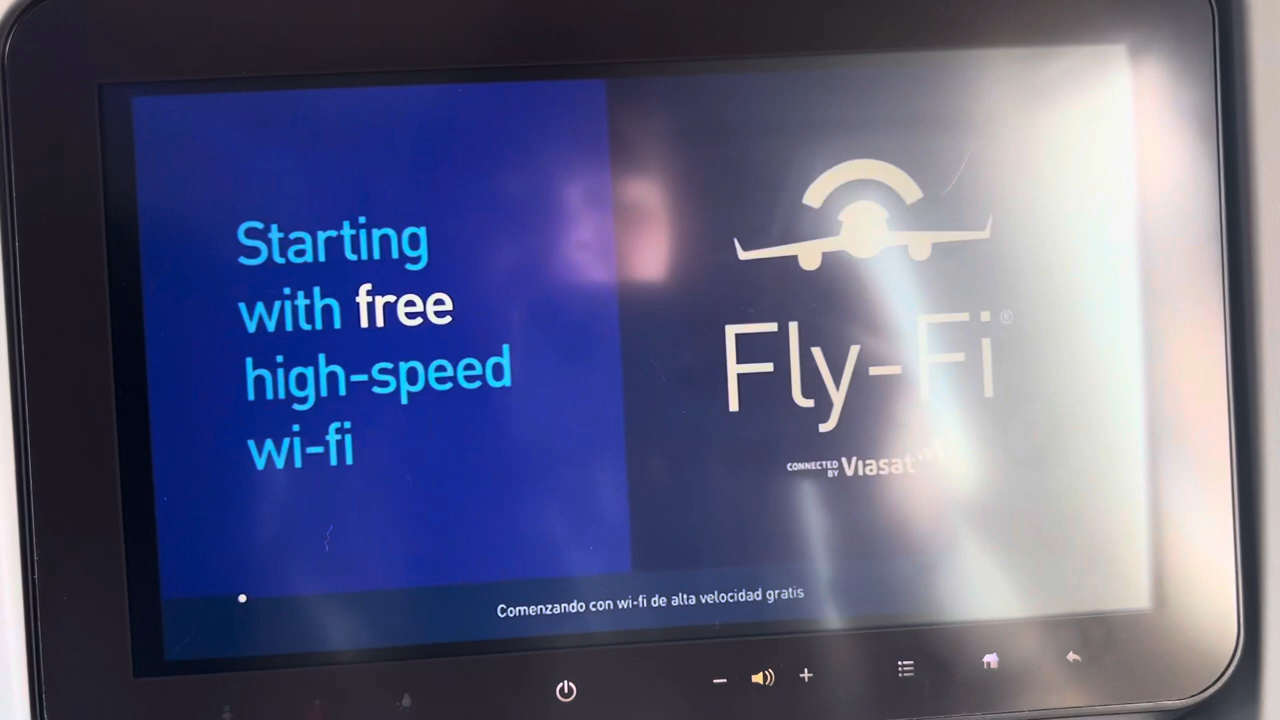 Starting
with free
high-speed
wi-fi
Fly-Fi®
CONNECTED
BY
Viasat
Comenzando con wi-fi de alta velocidad gratis